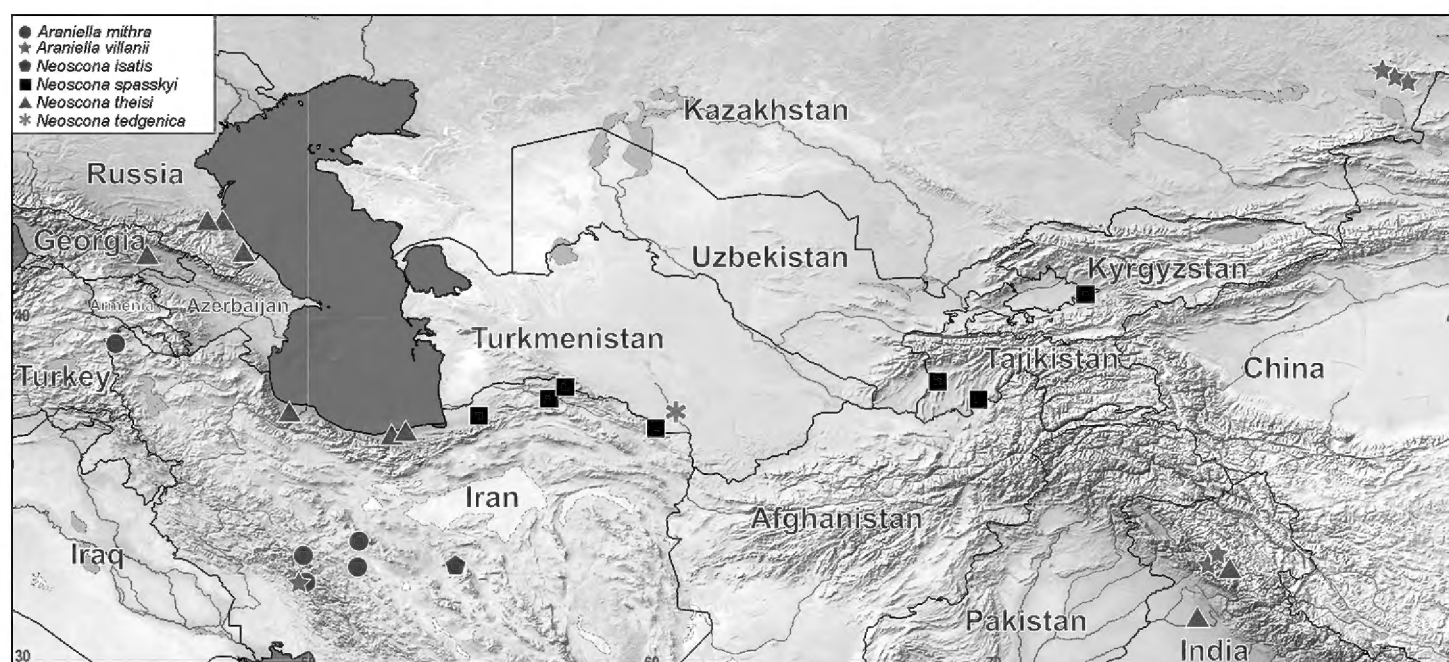 Araniella mithra
Araniella villanii
Neoscona isatis
Neoscona spasskyi
Neoscona theisi
Neoscona tedgenica
Kazakhstan
Russia
Georgia
Uzbekistan
Kyrgyzstan
Armenia
Azerbaijan
40
Turkmenistan
Tajikistan
China
Turkey
Iran
Afghanistan
Iraq
Pakistan
India
30
60